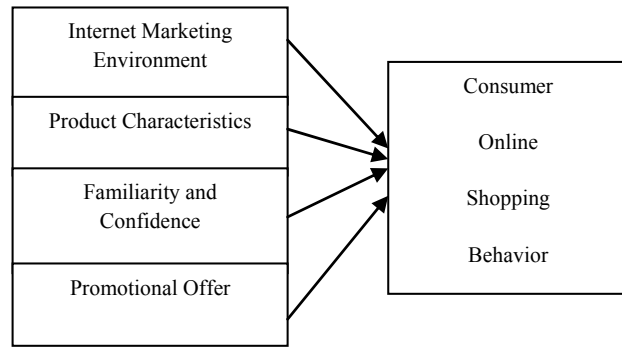 Internet Marketing
Environment
Product Characteristics
Familiarity and
Confidence
Promotional Offer
Consumer
Online
Shopping
Behavior